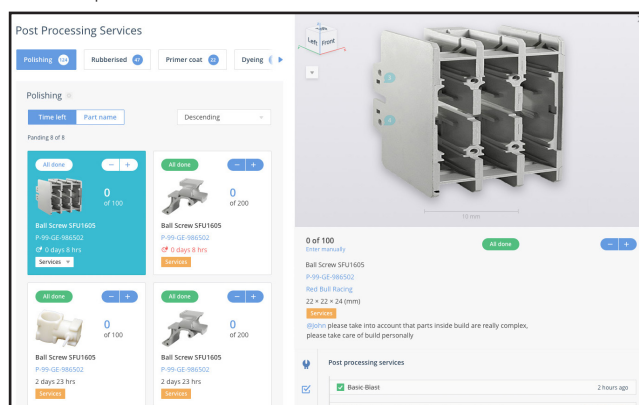 Post Processing Services
Polishing 124
Rubberised 47
Primer coat 22
Dyeing
Polishing
Time left
Part name
Descending
Panding 8 of 8
All done
− +
0
of 100
Ball Screw SFU1605
P-99-GE-986502
0 days 8 hrs
Services ×
All done
− +
0
of 200
Ball Screw SFU1605
P-99-GE-986502
0 days 8 hrs
Services
All done
− +
0
of 100
Ball Screw SFU1605
P-99-GE-986502
2 days 23 hrs
Services
All done
− +
0
of 200
Ball Screw SFU1605
P-99-GE-986502
2 days 23 hrs
Services
Left Front
10 mm
0 of 100
Enter manually
All done
− +
Ball Screw SFU1605
P-99-GE-986502
Red Bull Racing
22 × 22 × 24 (mm)
Services
@John please take into account that parts inside build are really complex,
please take care of build personally
Post processing services
Basic-Blast
2 hours ago